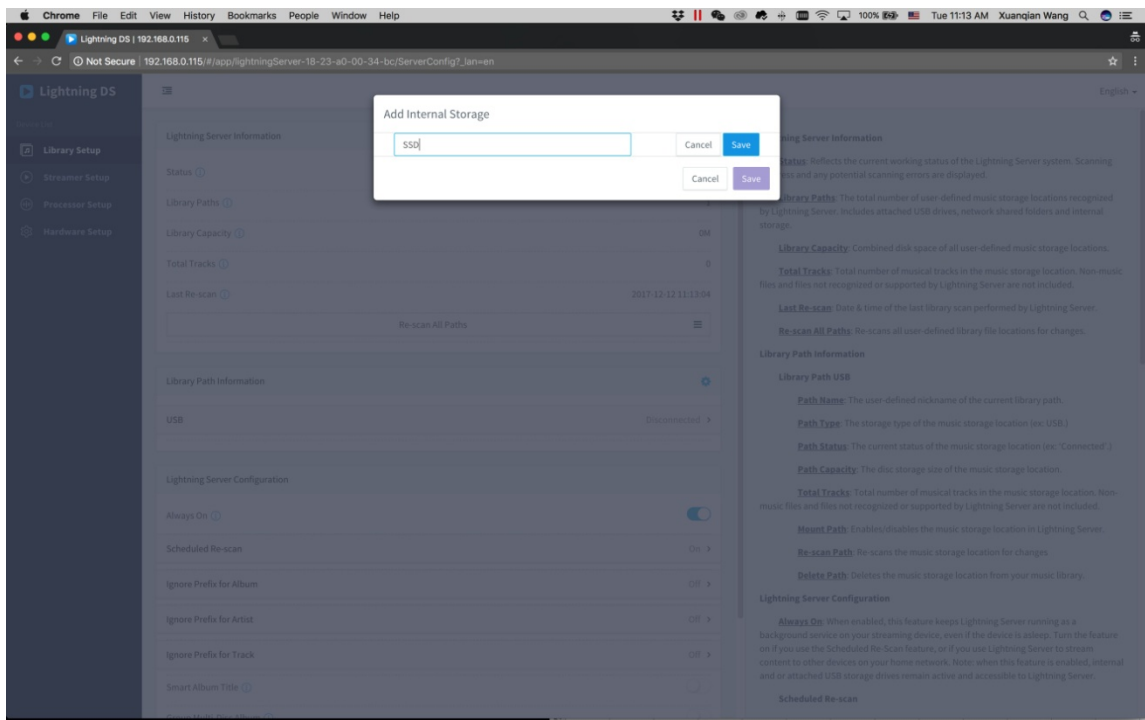 Chrome File Edit View History Bookmarks People Window Help 100% Tue 11:13 AM Xuanqian Wang
Lightning DS | 192.168.0.115 ×
Not Secure 192.168.0.115/#/app/lightningServer-18-23-a0-00-34-bc/ServerConfig?_lan=en
Lightning DS
English
Library Setup
Streamer Setup
Processor Setup
Hardware Setup
Add Internal Storage
SSD Cancel Save
Cancel Save
Lightning Server Information
Status
Library Paths
Library Capacity 0M
Total Tracks 0
Last Re-scan 2017-12-12 11:13:04
Re-scan All Paths
Library Path Information
USB Disconnected >
Lightning Server Configuration
Always On
Scheduled Re-scan On >
Ignore Prefix for Album Off >
Ignore Prefix for Artist Off >
Ignore Prefix for Track Off >
Smart Album Title
Server Information
Status: Reflects the current working status of the Lightning Server system. Scanning
and any potential scanning errors are displayed.
Library Paths: The total number of user-defined music storage locations recognized
by Lightning Server. Includes attached USB drives, network shared folders and internal
storage.
Library Capacity: Combined disk space of all user-defined music storage locations.
Total Tracks: Total number of musical tracks in the music storage location. Non-music
files and files not recognized or supported by Lightning Server are not included.
Last Re-scan: Date & time of the last library scan performed by Lightning Server.
Re-scan All Paths: Re-scans all user-defined library file locations for changes.
Library Path Information
Library Path USB
Path Name: The user-defined nickname of the current library path.
Path Type: The storage type of the music storage location (ex: USB.)
Path Status: The current status of the music storage location (ex: 'Connected'.)
Path Capacity: The disc storage size of the music storage location.
Total Tracks: Total number of musical tracks in the music storage location. Non-
music files and files not recognized or supported by Lightning Server are not included.
Mount Path: Enables/disables the music storage location in Lightning Server.
Re-scan Path: Re-scans the music storage location for changes.
Delete Path: Deletes the music storage location from your music library.
Lightning Server Configuration
Always On: When enabled, this feature keeps Lightning Server running as a
background service on your streaming device, even if the device is asleep. Turn the feature
on if you use the Scheduled Re-Scan feature, or if you use Lightning Server to stream
content to other devices on your home network. Note: when this feature is enabled, internal
and or attached USB storage drives remain active and accessible to Lightning Server.
Scheduled Re-scan